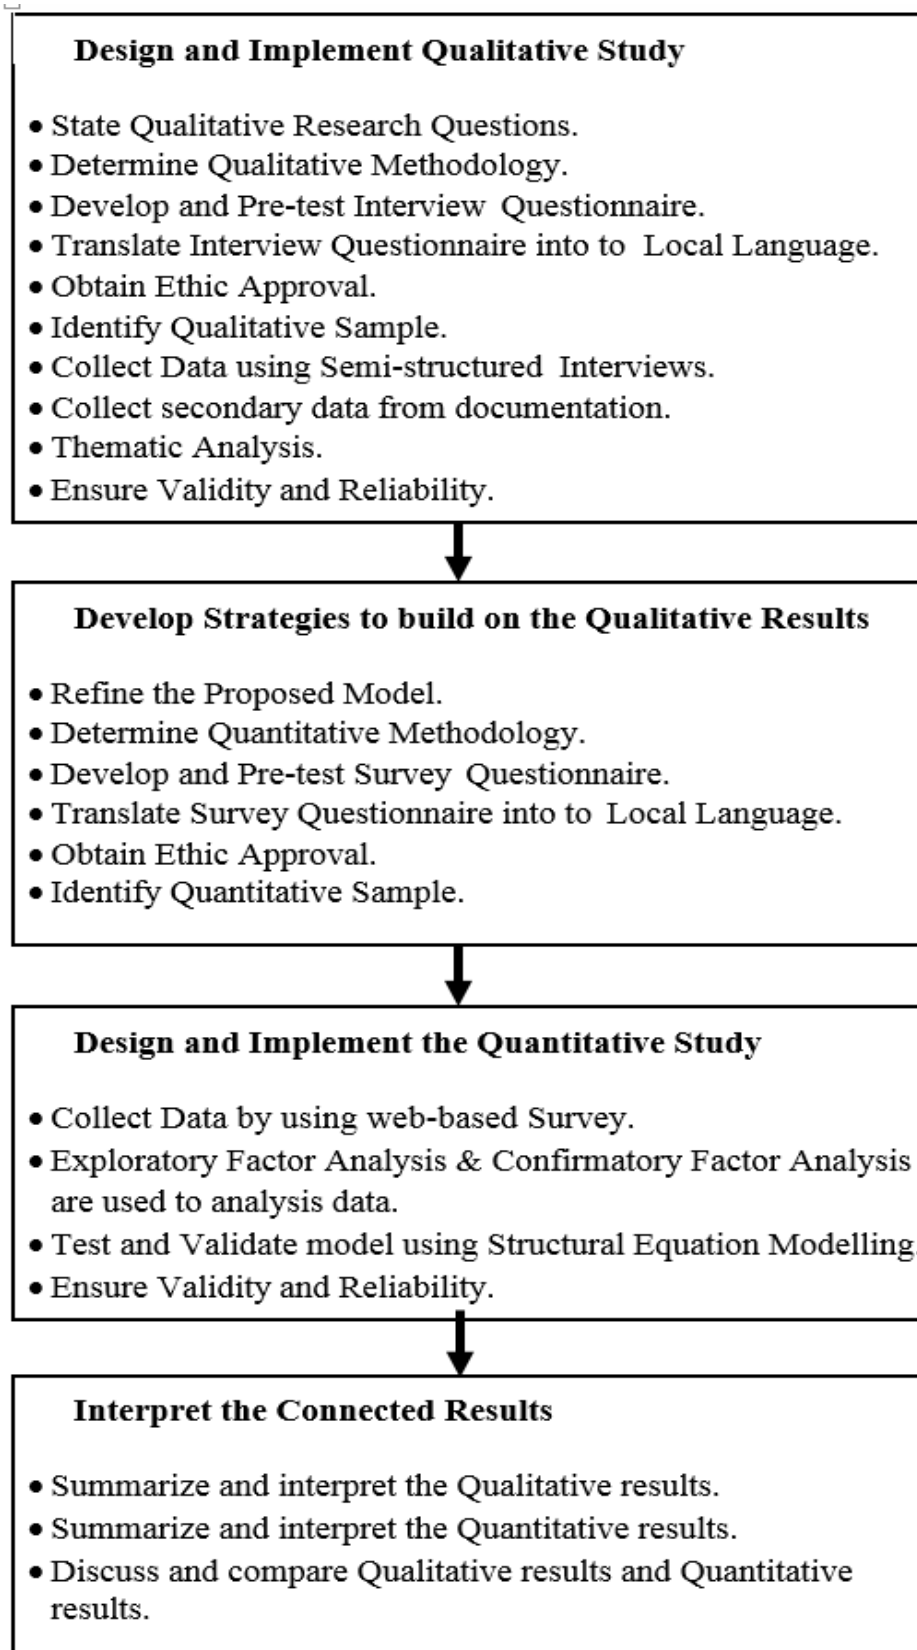 Design and Implement Qualitative Study
• State Qualitative Research Questions.
• Determine Qualitative Methodology.
• Develop and Pre-test Interview Questionnaire.
• Translate Interview Questionnaire into to Local Language.
• Obtain Ethic Approval.
• Identify Qualitative Sample.
• Collect Data using Semi-structured Interviews.
• Collect secondary data from documentation.
• Thematic Analysis.
• Ensure Validity and Reliability.
Develop Strategies to build on the Qualitative Results
• Refine the Proposed Model.
• Determine Quantitative Methodology.
• Develop and Pre-test Survey Questionnaire.
• Translate Survey Questionnaire into to Local Language.
• Obtain Ethic Approval.
• Identify Quantitative Sample.
Design and Implement the Quantitative Study
• Collect Data by using web-based Survey.
• Exploratory Factor Analysis & Confirmatory Factor Analysis
are used to analysis data.
• Test and Validate model using Structural Equation Modelling.
• Ensure Validity and Reliability.
Interpret the Connected Results
• Summarize and interpret the Qualitative results.
• Summarize and interpret the Quantitative results.
• Discuss and compare Qualitative results and Quantitative
results.